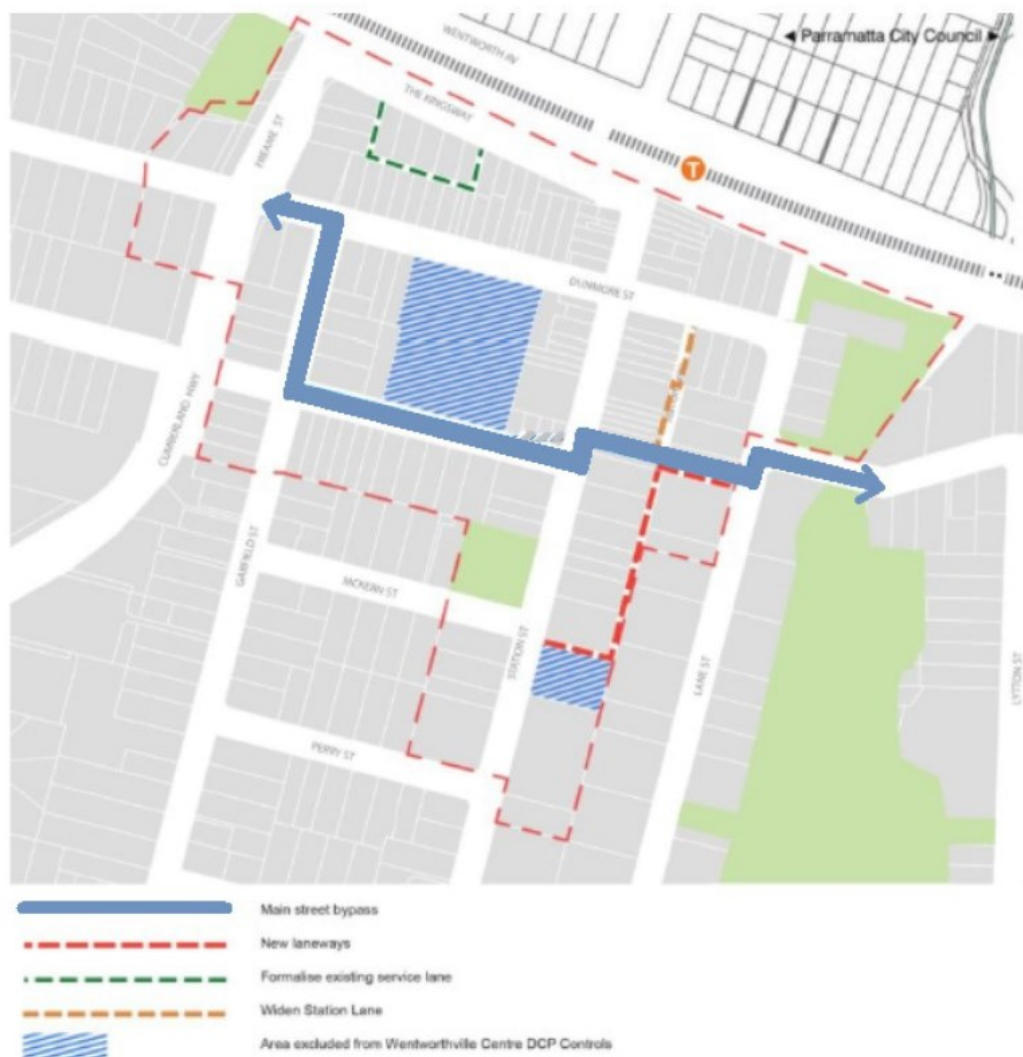 WENTWORTH AV
◄ Parramatta City Council ►
THE KINGSWAY
FREAME ST
T
DUNMORE ST
CUMBERLAND HWY
GARFIELD ST
MCKERN ST
STATION ST
LANE ST
LYTTON ST
PERRY ST
Main street bypass
New laneways
Formalise existing service lane
Widen Station Lane
Area excluded from Wentworthville Centre DCP Controls